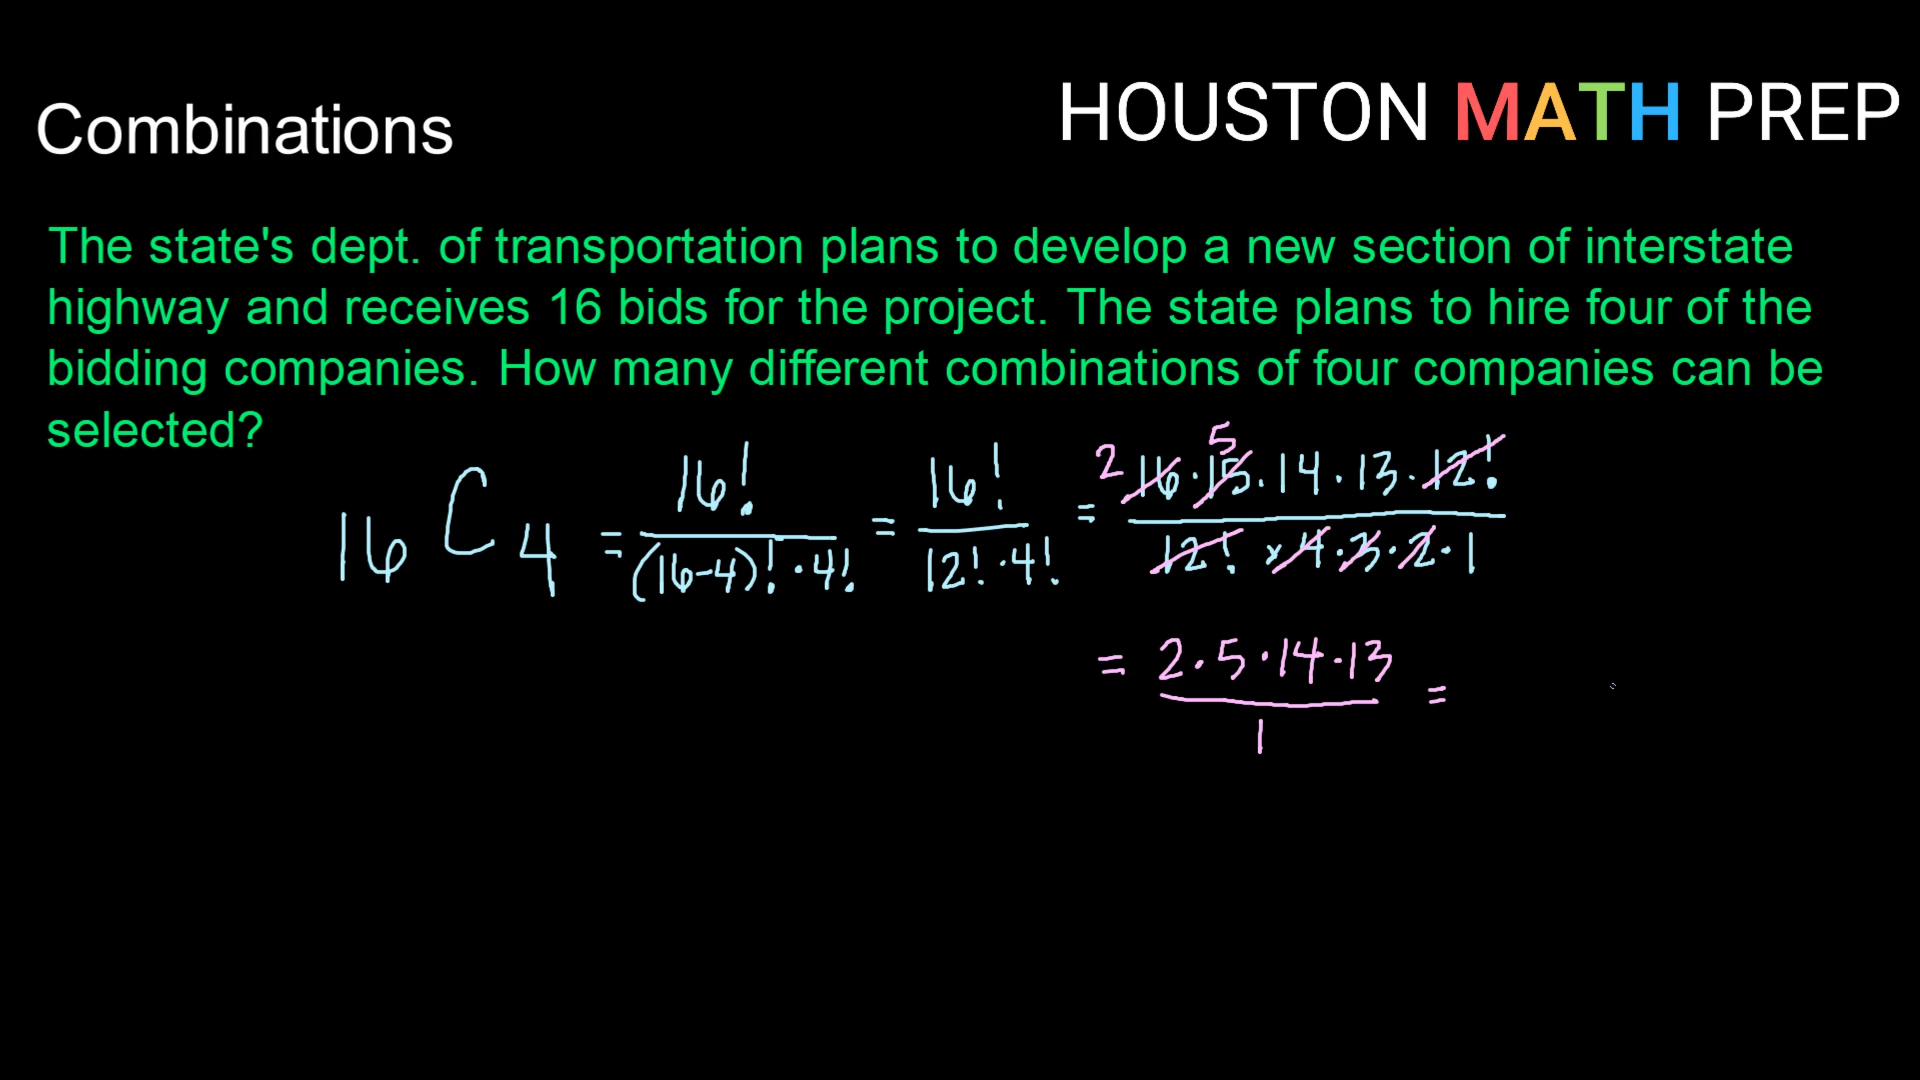 HOUSTON MATH PREP
Combinations
The state's dept. of transportation plans to develop a new section of interstate
highway and receives 16 bids for the project. The state plans to hire four of the
bidding companies. How many different combinations of four companies can be
selected?
16 C 4 = 16! / (16-4)! · 4! = 16! / 12! · 4! = 2 16 · 5 15 · 14 · 13 · 12! / 12! × 4 · 3 · 2 · 1
= 2 · 5 · 14 · 13 / 1 =